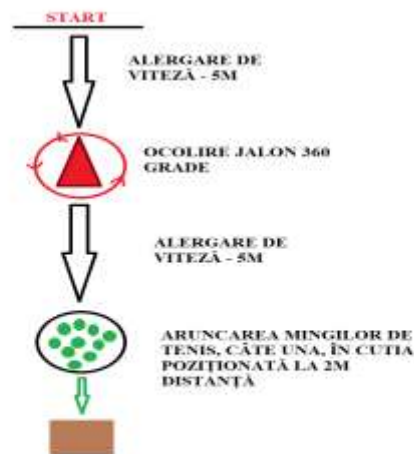 START
ALERGARE DE
VITEZĂ - 5M
OCOLIRE JALON 360
GRADE
ALERGARE DE
VITEZĂ - 5M
ARUNCAREA MINGILOR DE
TENIS, CÂTE UNA, ÎN CUTIA
POZIȚIONATĂ LA 2M
DISTANȚĂ